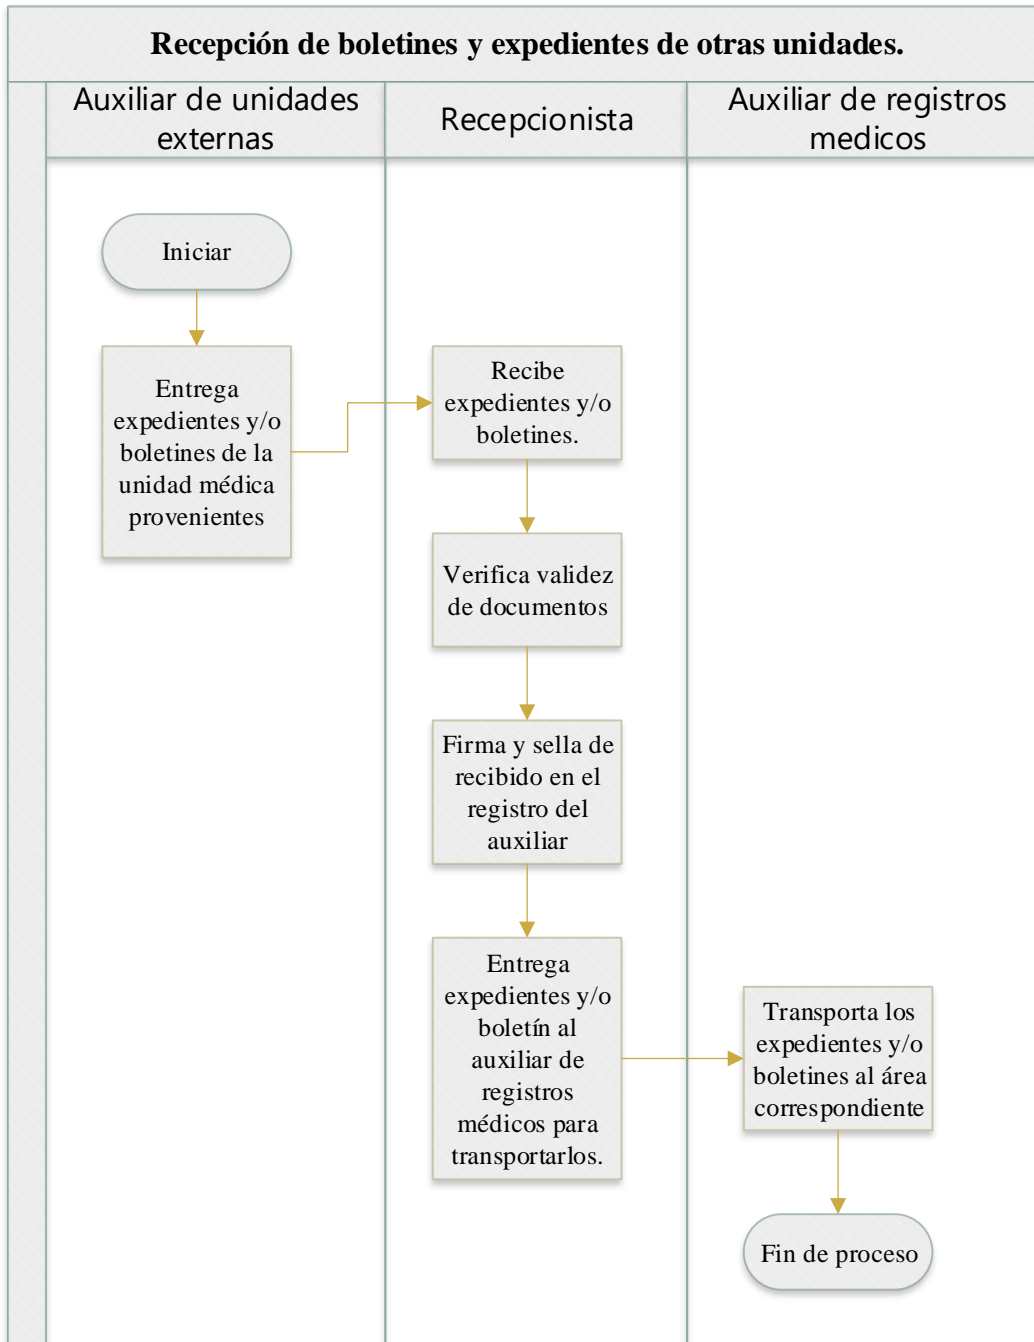 Recepción de boletines y expedientes de otras unidades.
Auxiliar de unidades
externas
Recepcionista
Auxiliar de registros
medicos
Iniciar
Entrega
expedientes y/o
boletines de la
unidad médica
provenientes
Recibe
expedientes y/o
boletines.
Verifica validez
de documentos
Firma y sella de
recibido en el
registro del
auxiliar
Entrega
expedientes y/o
boletín al
auxiliar de
registros
médicos para
transportarlos.
Transporta los
expedientes y/o
boletines al área
correspondiente
Fin de proceso